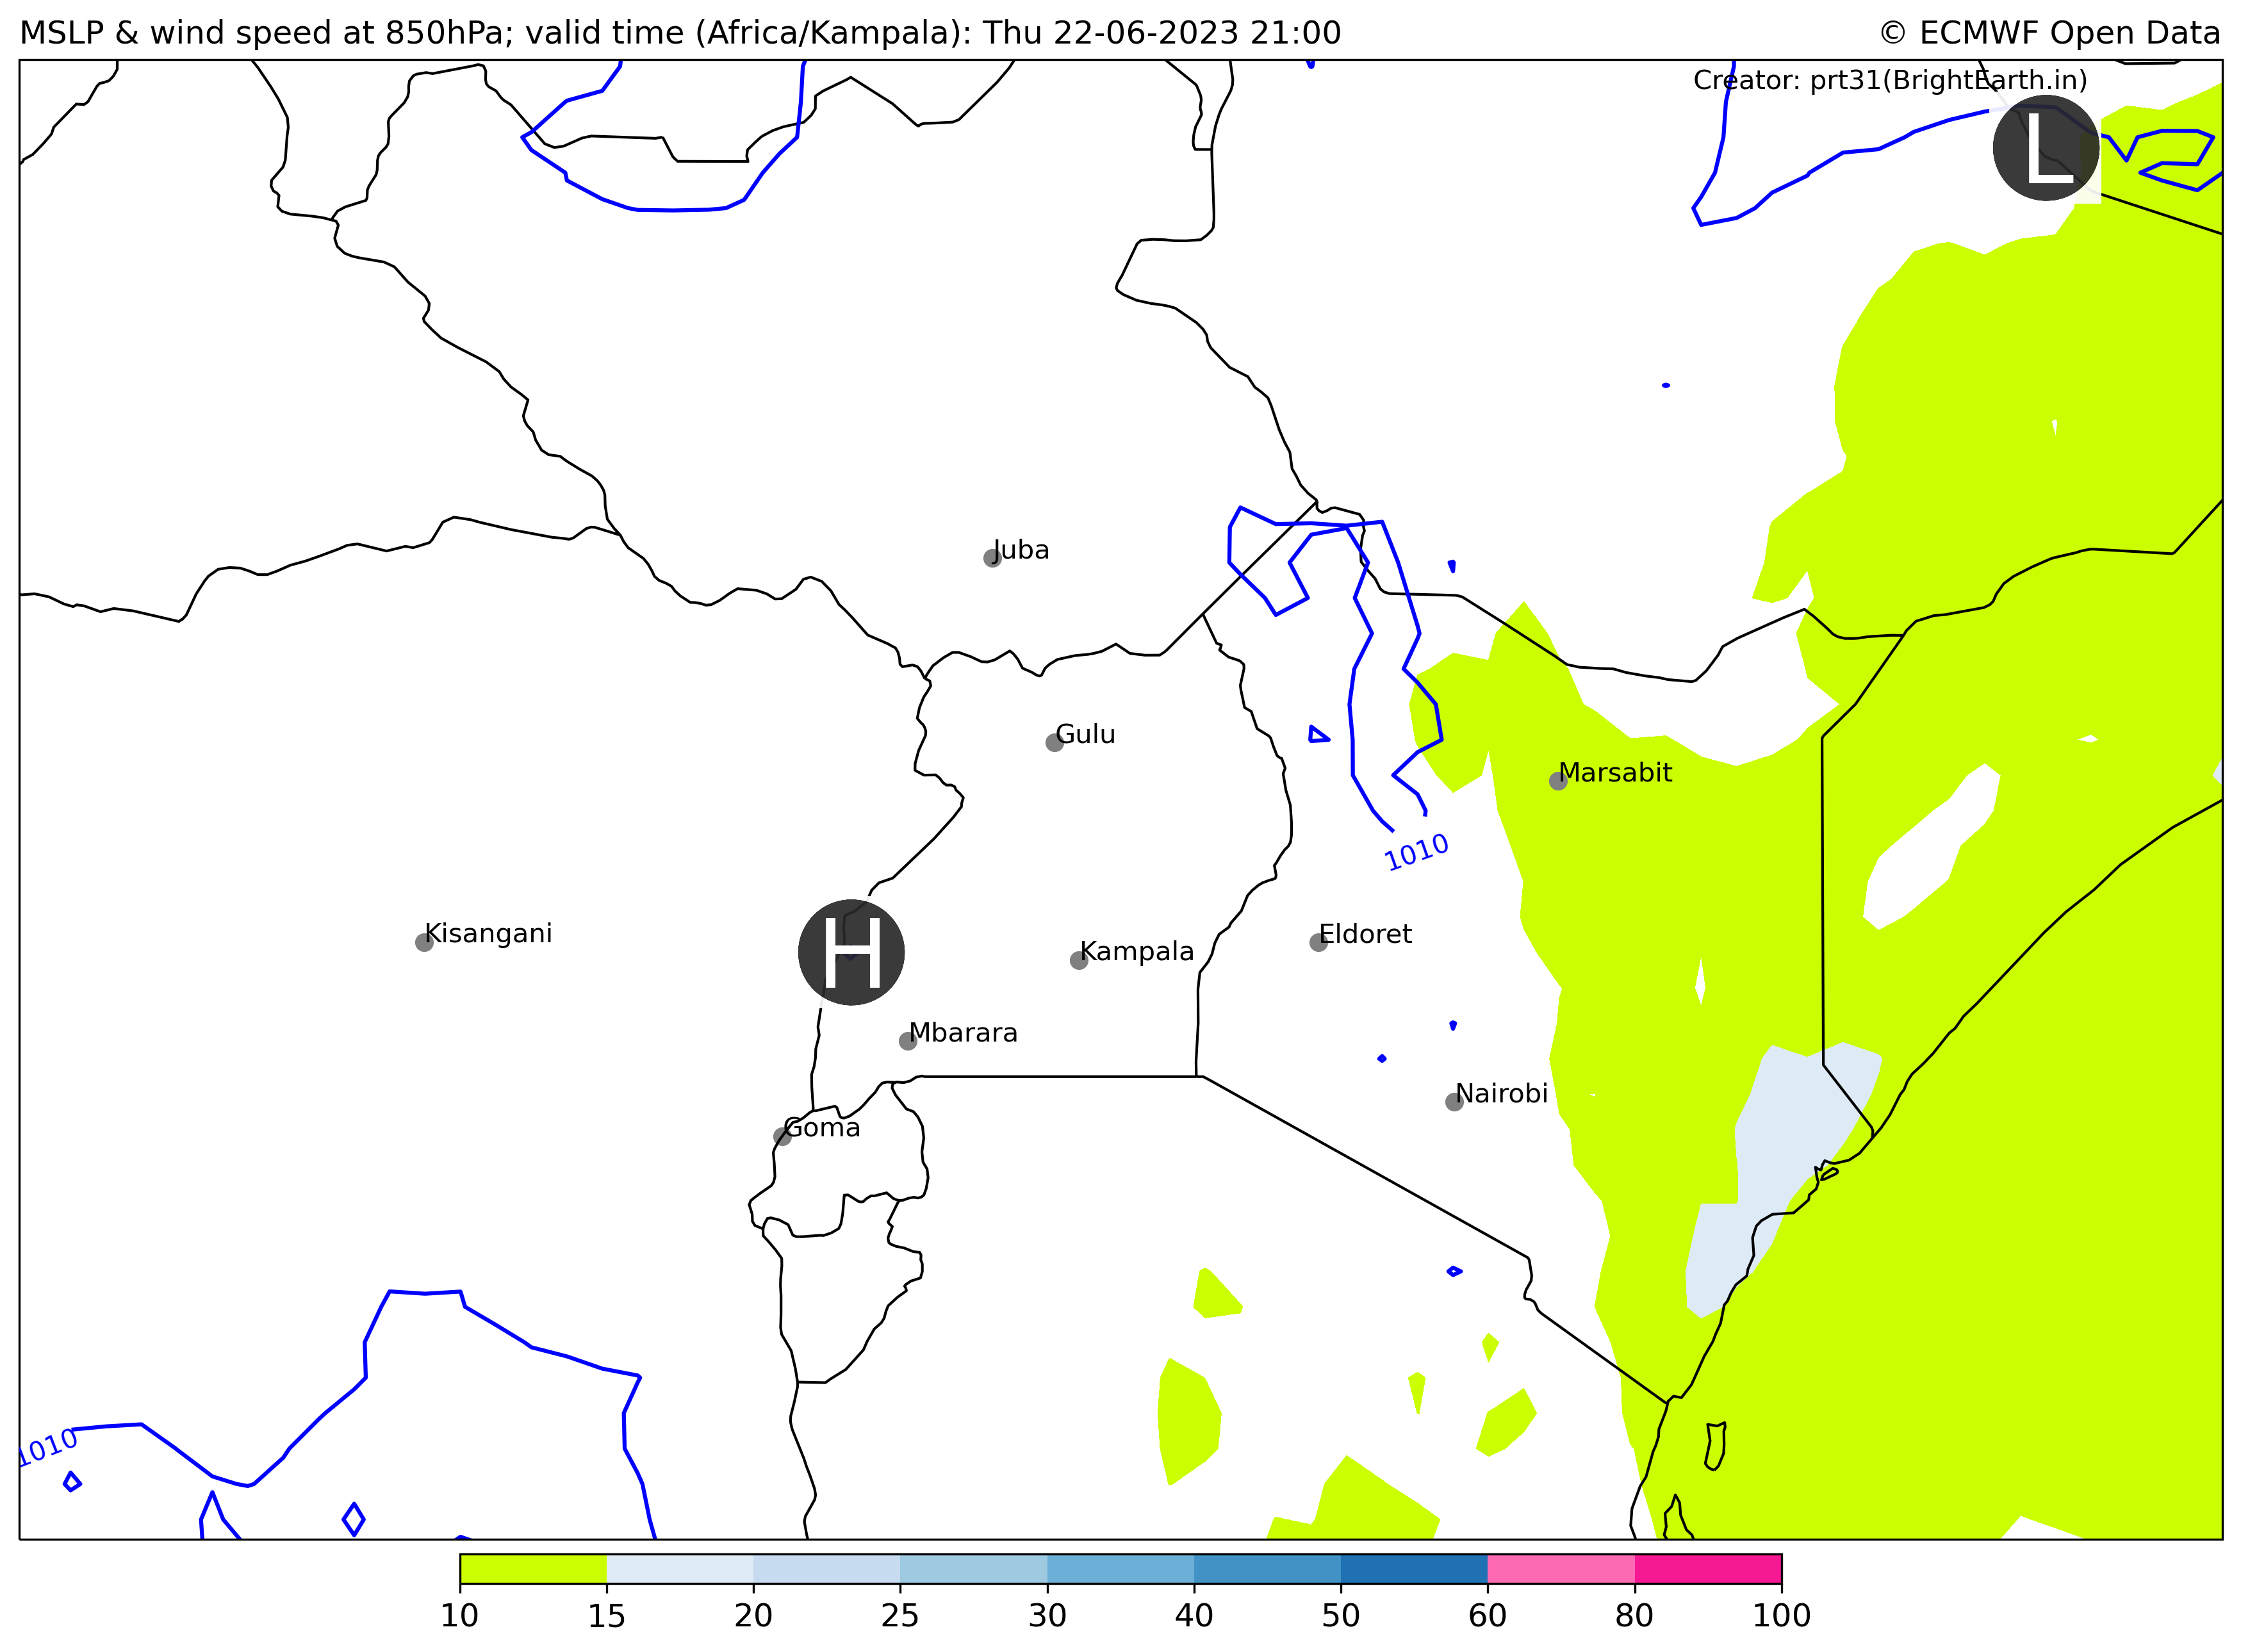 MSLP & wind speed at 850hPa; valid time (Africa/Kampala): Thu 22-06-2023 21:00
© ECMWF Open Data
Creator: prt31(BrightEarth.in)
L
Juba
Gulu
Marsabit
1010
Kisangani
H
Kampala
Eldoret
Mbarara
Nairobi
Goma
1010
10 15 20 25 30 40 50 60 80 100